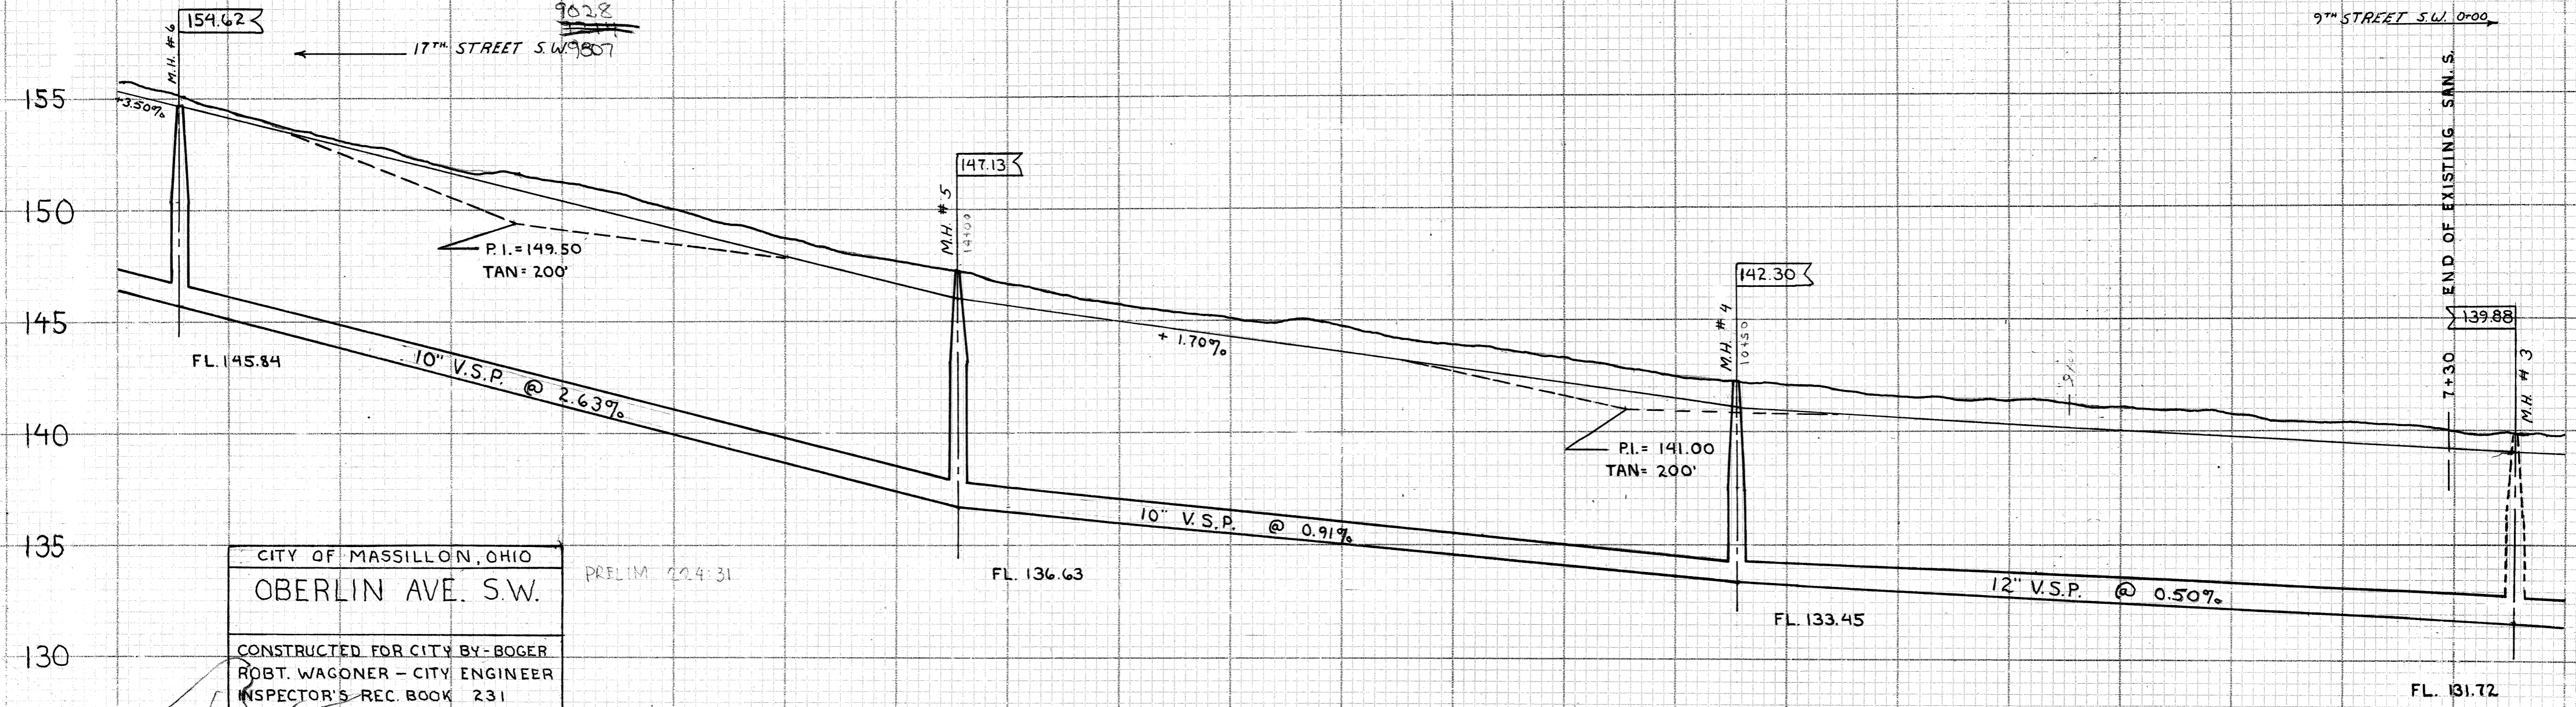 154.62
M.H. #6
9028
← 17TH. STREET S.W. 9807
9TH STREET S.W. 0+00 →
155
+3.50%
150
P.I. = 149.50
TAN = 200'
147.13
M.H. # 5
14+00
145
FL. 145.84
10" V.S.P. @ 2.63%
+ 1.70%
142.30
M.H. # 4
10+50
END OF EXISTING SAN. S.
7+30
139.88
M.H. # 3
140
P.I. = 141.00
TAN = 200'
10" V.S.P. @ 0.91%
135
FL. 136.63
12" V.S.P. @ 0.50%
FL. 133.45
130
FL. 131.72
CITY OF MASSILLON, OHIO
OBERLIN AVE. S.W.
PRELIM 224:31
CONSTRUCTED FOR CITY BY - BOGER
ROBT. WAGONER - CITY ENGINEER
INSPECTOR'S REC. BOOK 231